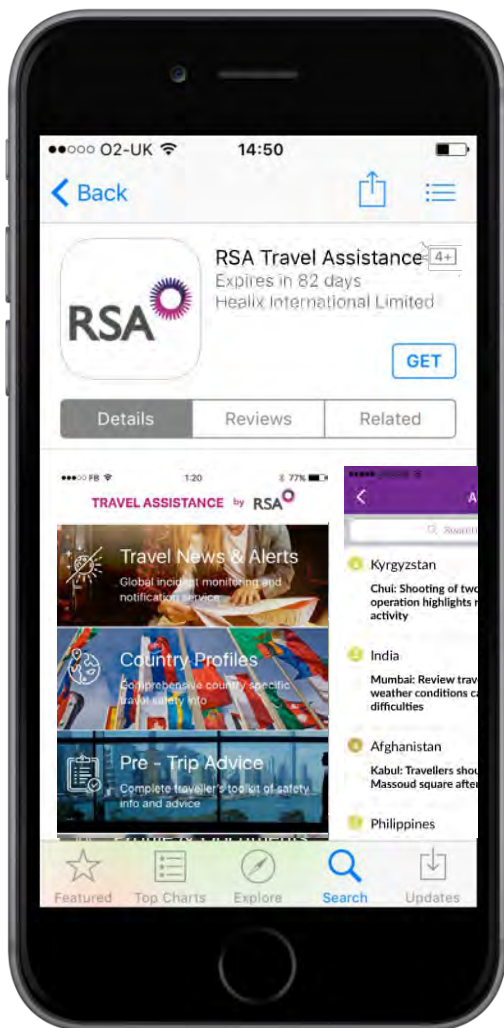 O2-UK
14:50
Back
RSA Travel Assistance
4+
Expires in 82 days
Healix International Limited
RSA
GET
Details
Reviews
Related
FB
1:20
77%
TRAVEL ASSISTANCE by RSA
Travel News & Alerts
Global incident monitoring and
notification service
Country Profiles
Comprehensive country specific
travel safety info
Pre - Trip Advice
Complete traveller's toolkit of safety
info and advice
A
Kyrgyzstan
Chui: Shooting of two
operation highlights
activity
India
Mumbai: Review trav
weather conditions ca
difficulties
Afghanistan
Kabul: Travellers shou
Massoud square afte
Philippines
Featured
Top Charts
Explore
Search
Updates